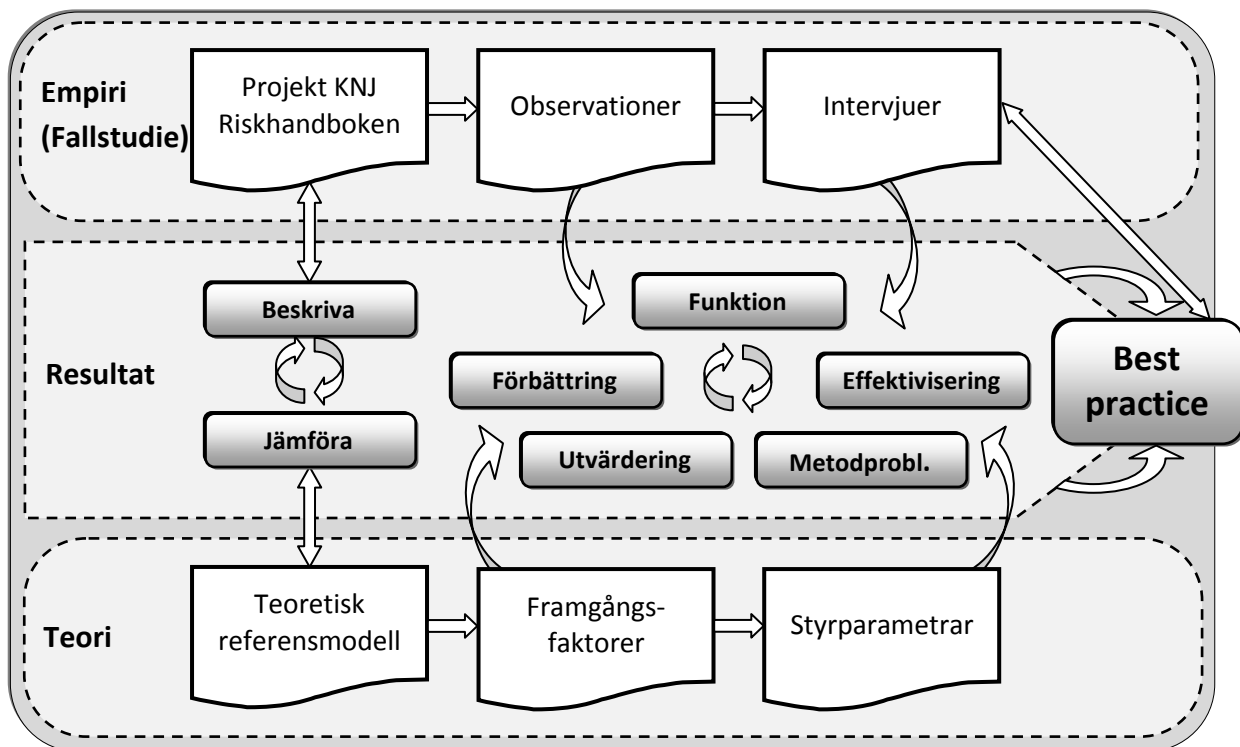 Empiri
(Fallstudie)
Projekt KNJ
Riskhandboken
Observationer
Intervjuer
Resultat
Beskriva
Jämföra
Funktion
Förbättring
Effektivisering
Utvärdering
Metodprobl.
Best
practice
Teori
Teoretisk
referensmodell
Framgångs-
faktorer
Styrparametrar